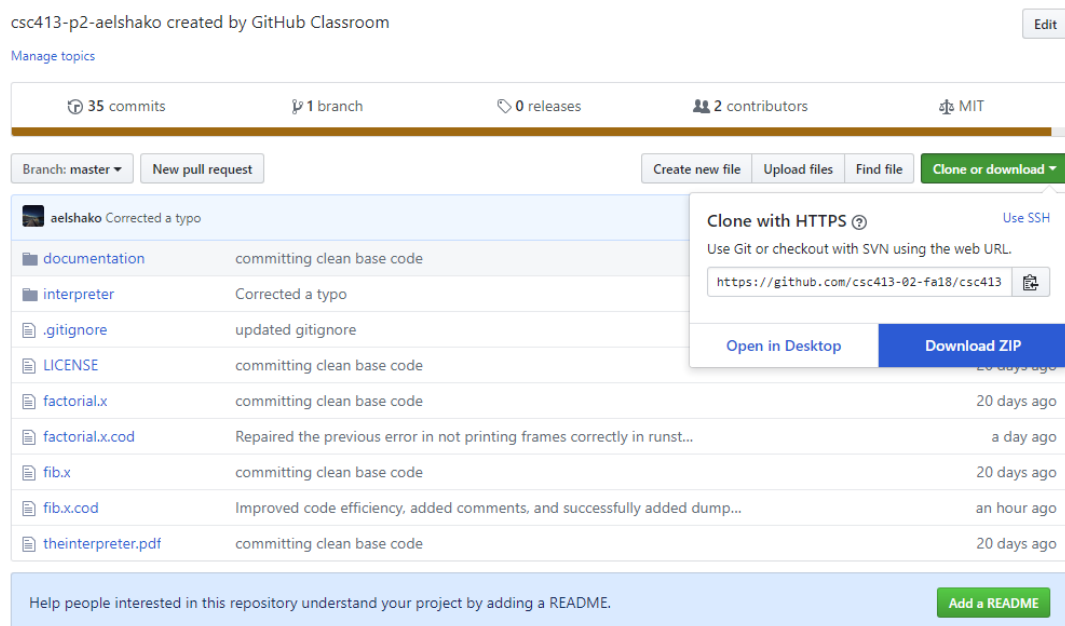 csc413-p2-aelshako created by GitHub Classroom
Edit
Manage topics
35 commits
1 branch
0 releases
2 contributors
MIT
Branch: master
New pull request
Create new file
Upload files
Find file
Clone or download
aelshako Corrected a typo
Clone with HTTPS
Use SSH
Use Git or checkout with SVN using the web URL.
https://github.com/csc413-02-fa18/csc413
Open in Desktop
Download ZIP
documentation committing clean base code
interpreter Corrected a typo
.gitignore updated gitignore
LICENSE committing clean base code 20 days ago
factorial.x committing clean base code 20 days ago
factorial.x.cod Repaired the previous error in not printing frames correctly in runst... a day ago
fib.x committing clean base code 20 days ago
fib.x.cod Improved code efficiency, added comments, and successfully added dump... an hour ago
theinterpreter.pdf committing clean base code 20 days ago
Help people interested in this repository understand your project by adding a README.
Add a README